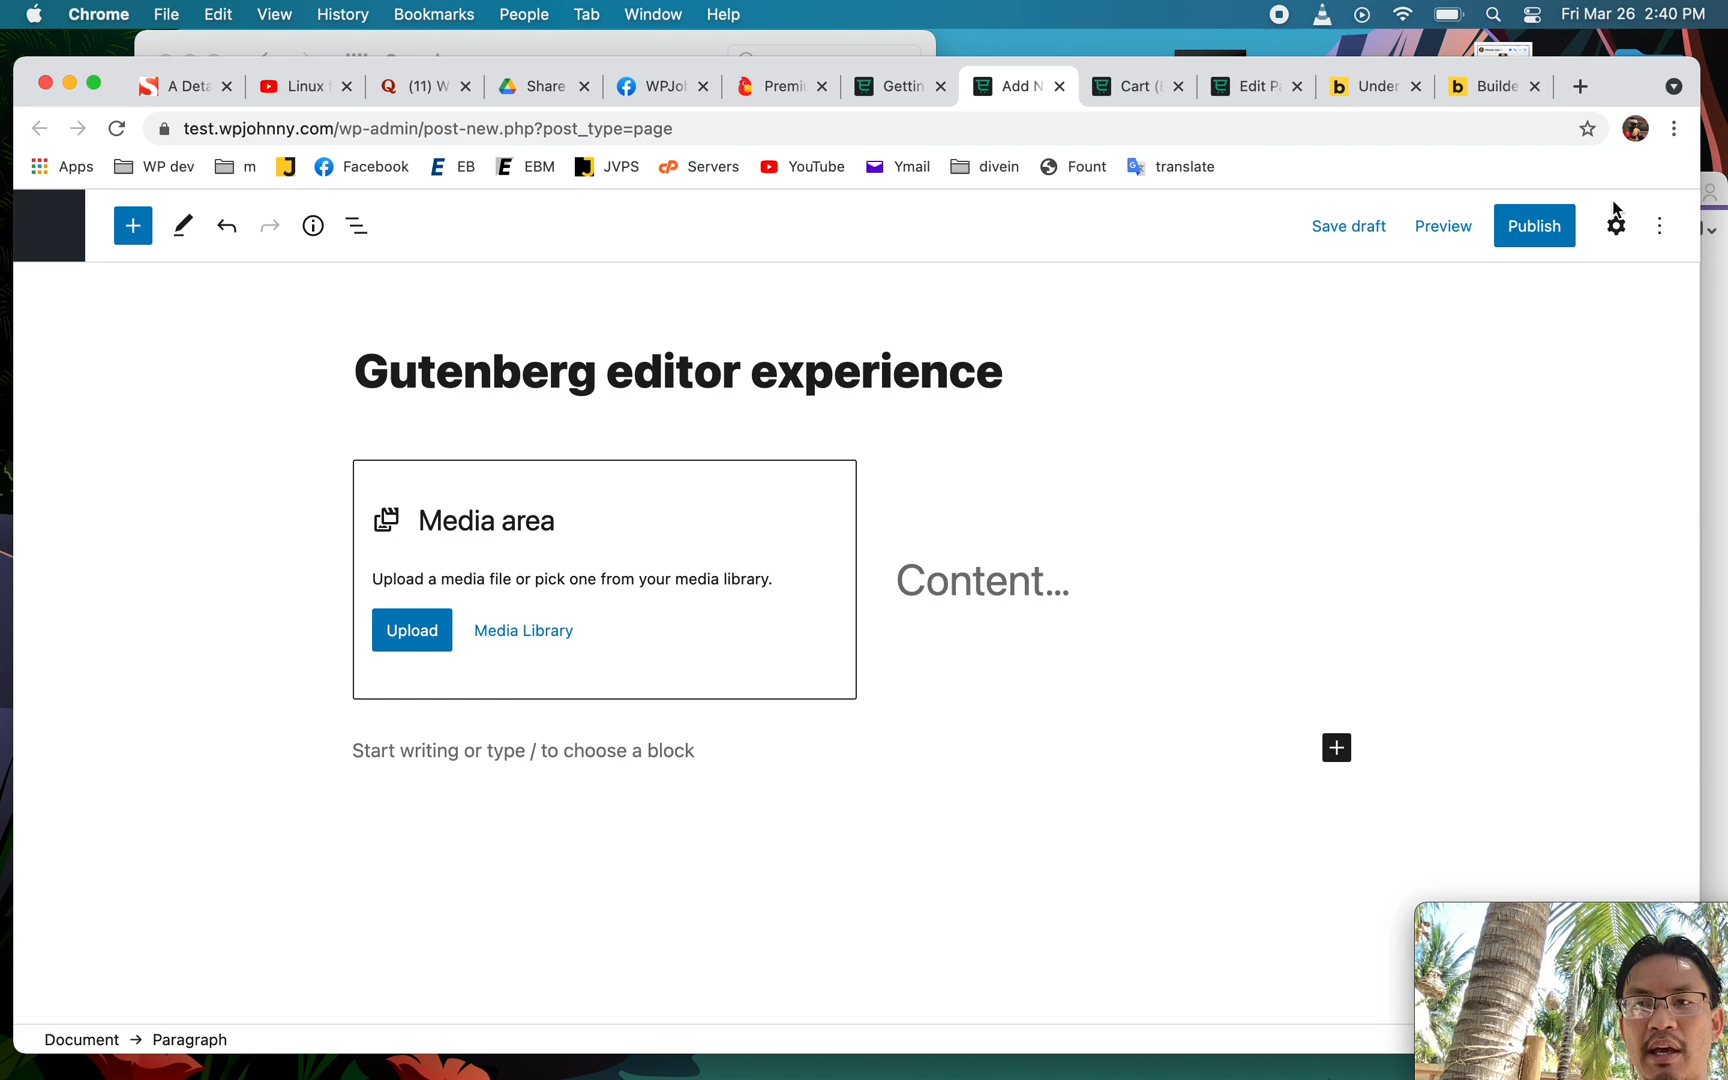 Chrome File Edit View History Bookmarks People Tab Window Help Fri Mar 26 2:40 PM
A Deta Linux f (11) W Share WPJoh Premiu Gettin Add N Cart ( Edit Pa Under Builde
test.wpjohnny.com/wp-admin/post-new.php?post_type=page
Apps WP dev m Facebook EB EBM JVPS Servers YouTube Ymail divein Fount translate
Save draft Preview Publish
Gutenberg editor experience
Media area
Upload a media file or pick one from your media library.
Content...
Upload Media Library
Start writing or type / to choose a block
Document → Paragraph